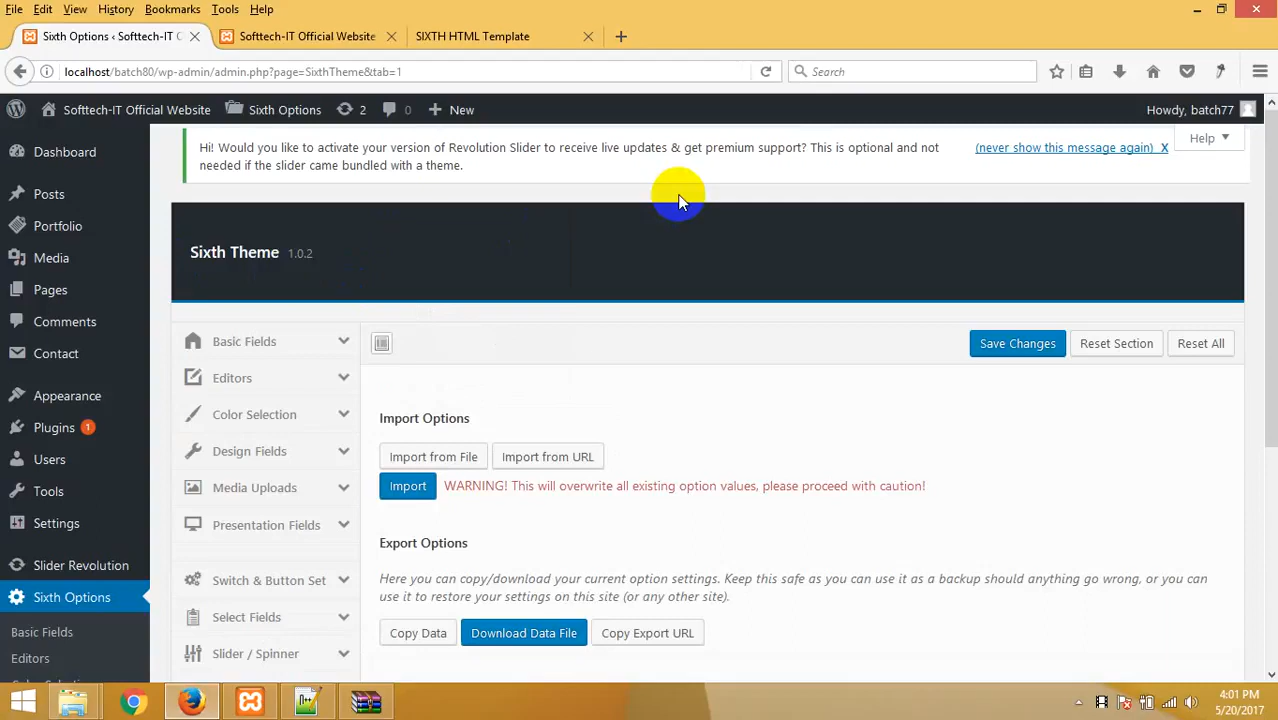 File Edit View History Bookmarks Tools Help
Sixth Options ‹ Softtech-IT O
Softtech-IT Official Website
SIXTH HTML Template
localhost/batch80/wp-admin/admin.php?page=SixthTheme&tab=1
Search
Softtech-IT Official Website Sixth Options 2 0 New
Howdy, batch77
Hi! Would you like to activate your version of Revolution Slider to receive live updates & get premium support? This is optional and not
needed if the slider came bundled with a theme.
(never show this message again) X
Help
Dashboard
Posts
Portfolio
Media
Pages
Comments
Contact
Appearance
Plugins 1
Users
Tools
Settings
Slider Revolution
Sixth Options
Basic Fields
Editors
Sixth Theme 1.0.2
Basic Fields
Editors
Color Selection
Design Fields
Media Uploads
Presentation Fields
Switch & Button Set
Select Fields
Slider / Spinner
Save Changes Reset Section Reset All
Import Options
Import from File Import from URL
Import WARNING! This will overwrite all existing option values, please proceed with caution!
Export Options
Here you can copy/download your current option settings. Keep this safe as you can use it as a backup should anything go wrong, or you can
use it to restore your settings on this site (or any other site).
Copy Data Download Data File Copy Export URL
4:01 PM
5/20/2017